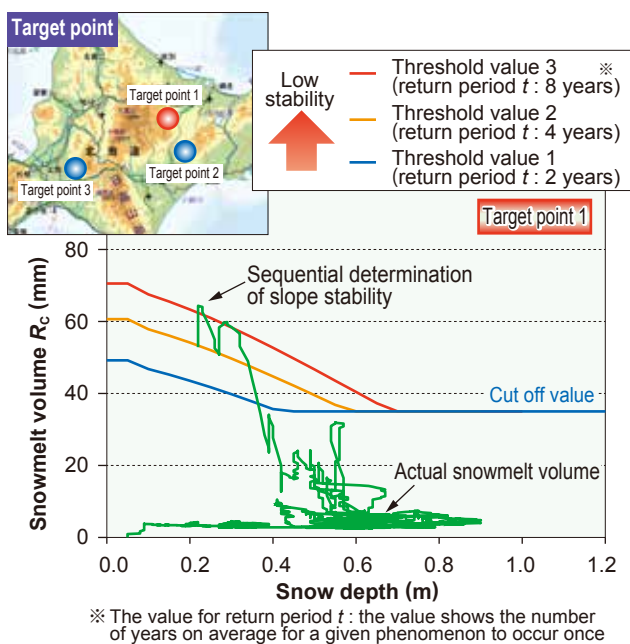 Target point
Target point 1
Target point 2
Target point 3
Low
stability
Threshold value 3 ※
(return period t : 8 years)
Threshold value 2
(return period t : 4 years)
Threshold value 1
(return period t : 2 years)
Target point 1
Snowmelt volume RC (mm)
80
60
40
20
0
Sequential determination
of slope stability
Cut off value
Actual snowmelt volume
0.0 0.2 0.4 0.6 0.8 1.0 1.2
Snow depth (m)
※ The value for return period t : the value shows the number
of years on average for a given phenomenon to occur once